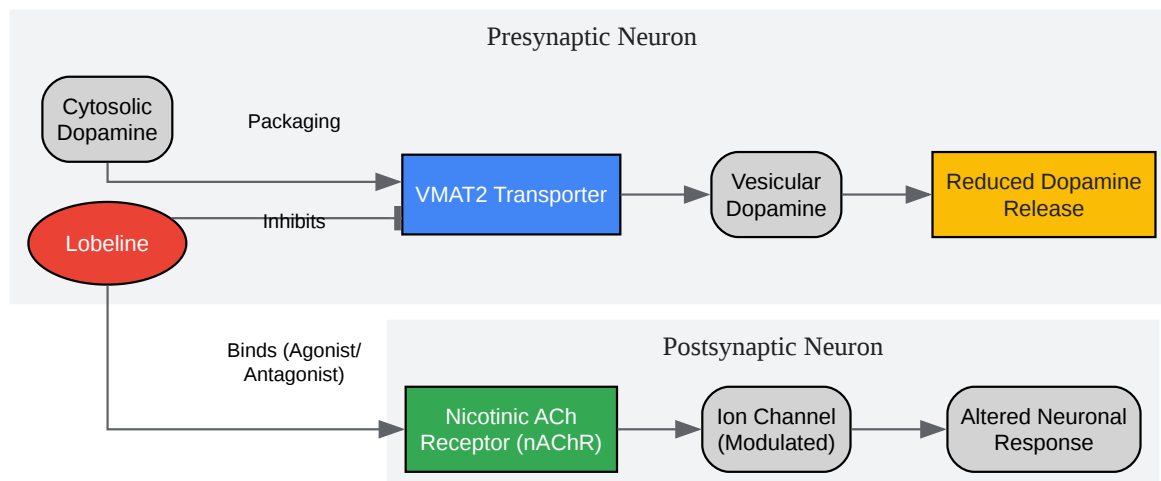 Presynaptic Neuron
Cytosolic
Dopamine
Packaging
VMAT2 Transporter
Vesicular
Dopamine
Reduced Dopamine
Release
Inhibits
Lobeline
Binds (Agonist/
Antagonist)
Postsynaptic Neuron
Nicotinic ACh
Receptor (nAChR)
Ion Channel
(Modulated)
Altered Neuronal
Response